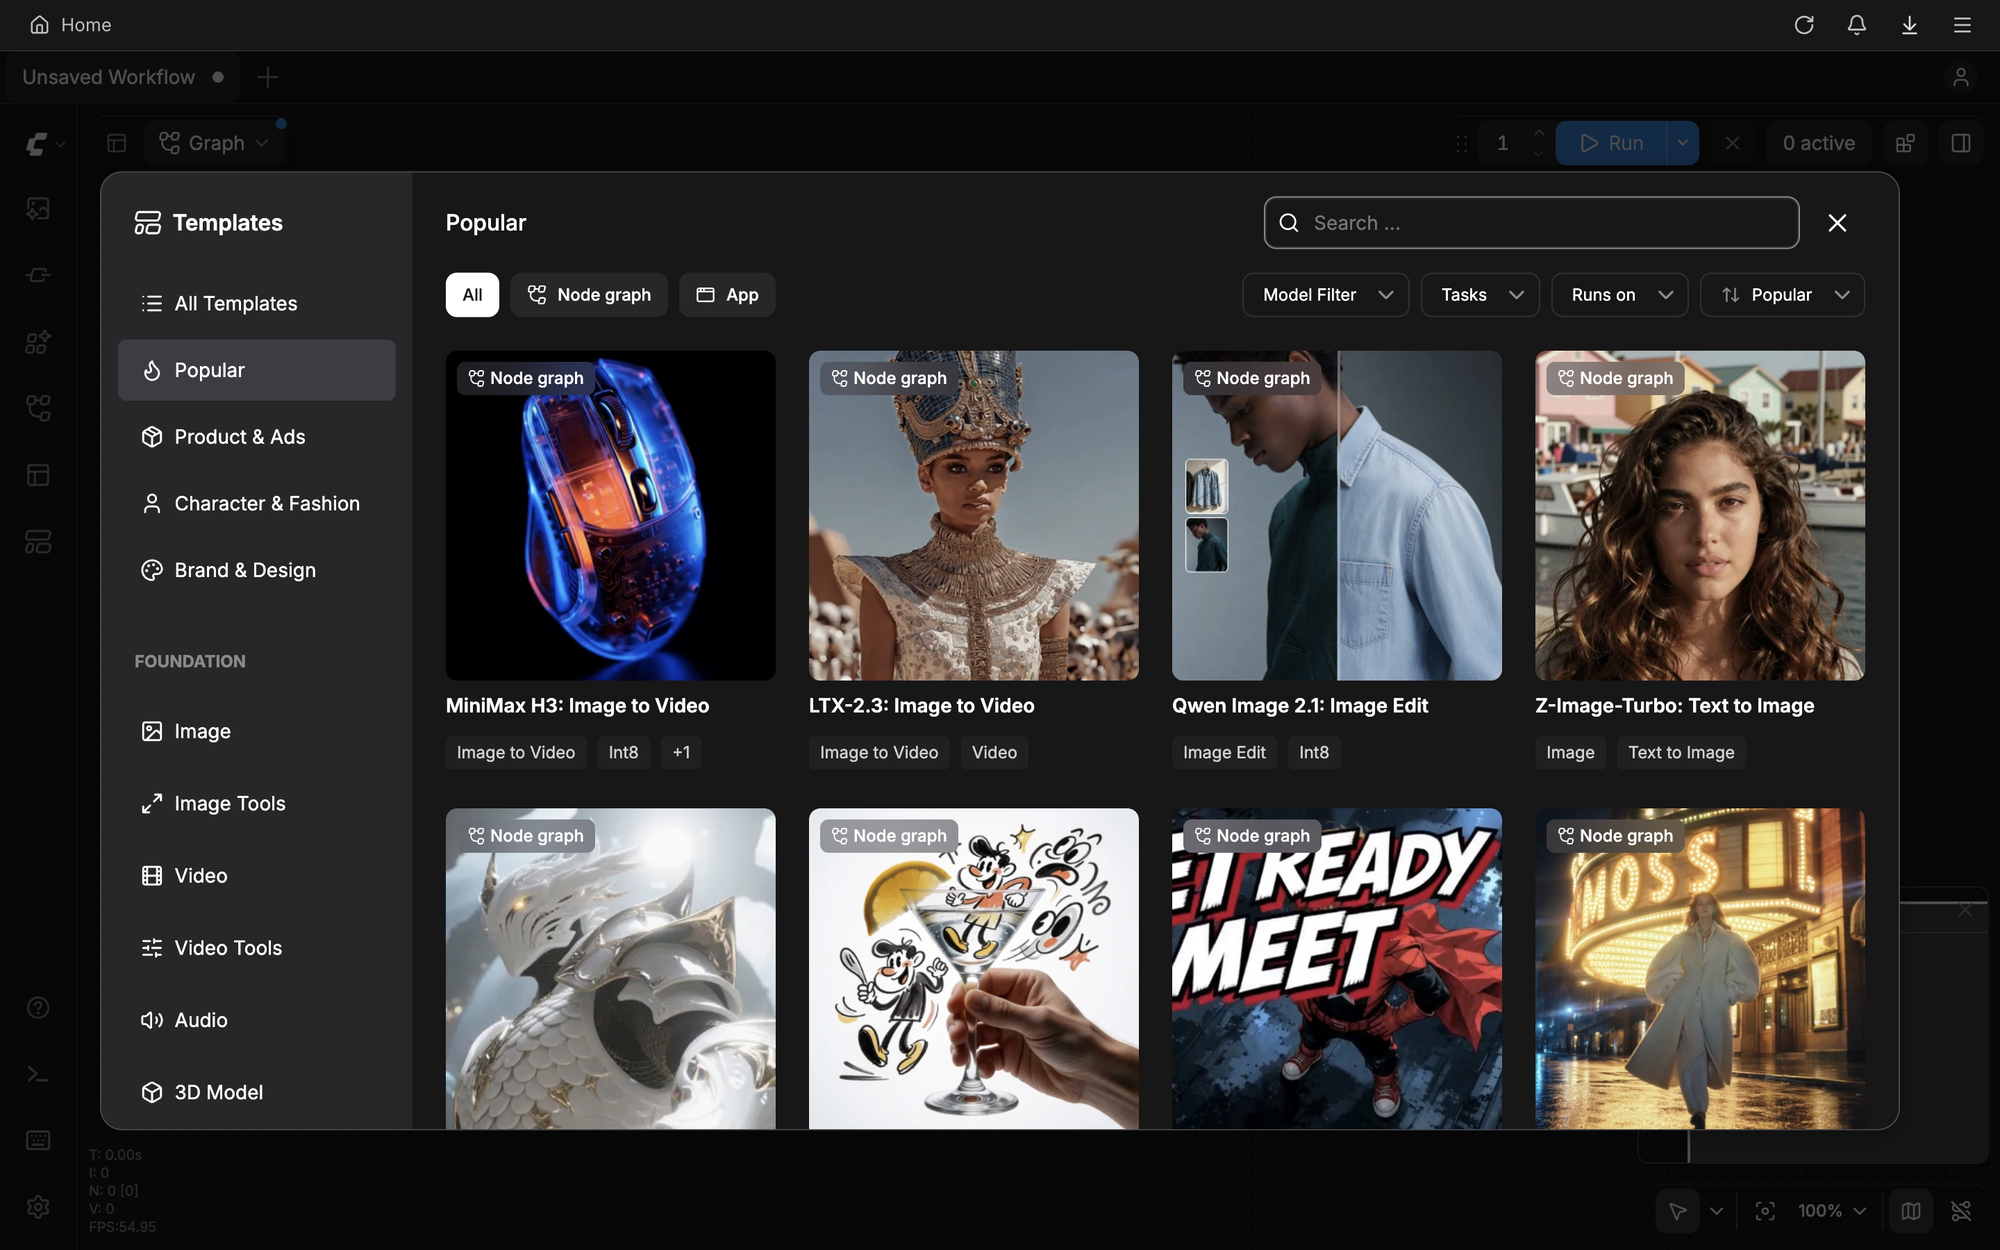 Home
Unsaved Workflow
Graph
1
Run
0 active
Templates
All Templates
Popular
Product & Ads
Character & Fashion
Brand & Design
FOUNDATION
Image
Image Tools
Video
Video Tools
Audio
3D Model
Popular
Search ...
All
Node graph
App
Model Filter
Tasks
Runs on
Popular
Node graph
Node graph
Node graph
Node graph
MiniMax H3: Image to Video
LTX-2.3: Image to Video
Qwen Image 2.1: Image Edit
Z-Image-Turbo: Text to Image
Image to Video
Int8
+1
Image to Video
Video
Image Edit
Int8
Image
Text to Image
Node graph
Node graph
Node graph
Node graph
ET READY
MEET
MOSS
T: 0.00s
I: 0
N: 0 [0]
V: 0
FPS:54.95
100%